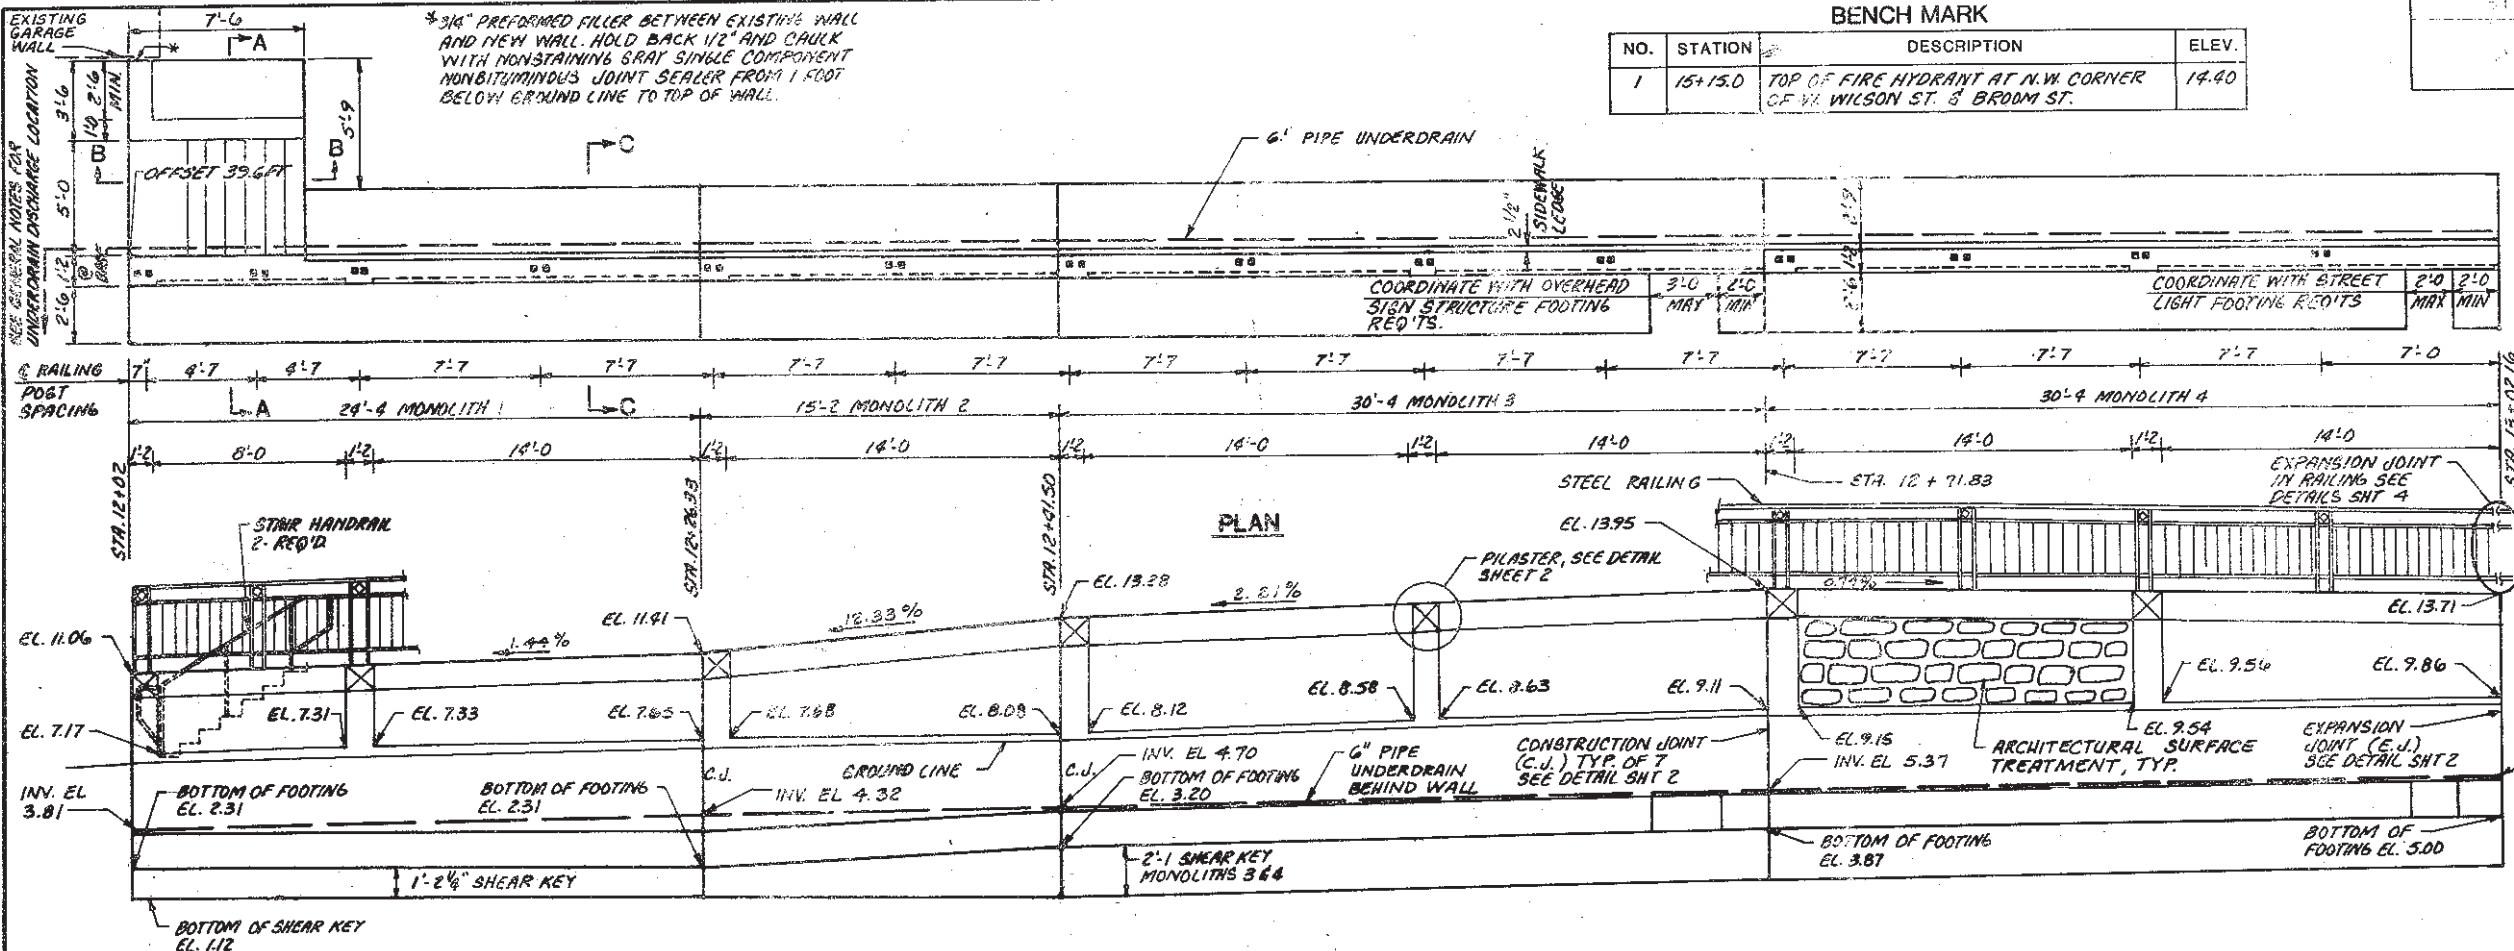 EXISTING
GARAGE
WALL
7'-6
A
*
* 3/4" PREFORMED FILLER BETWEEN EXISTING WALL
AND NEW WALL. HOLD BACK 1/2" AND CAULK
WITH NONSTAINING GRAY SINGLE COMPONENT
NONBITUMINOUS JOINT SEALER FROM 1 FOOT
BELOW GROUND LINE TO TOP OF WALL.
BENCH MARK
NO. STATION DESCRIPTION ELEV.
1 15+15.0 TOP OF FIRE HYDRANT AT N.W. CORNER 14.40
OF W. WILSON ST. & BROOM ST.
SEE GENERAL NOTES FOR
UNDERDRAIN DISCHARGE LOCATION
3'-6
2'-6
MIN.
1'-0
5'-9
B
B
5'-0
OFFSET 39.6 FT
C
6" PIPE UNDERDRAIN
2 1/2"
SIDEWALK
LEDGE
1'-2
@
BASE
2'-6
1'-2
2'-6
COORDINATE WITH OVERHEAD
SIGN STRUCTURE FOOTING
REQ'TS.
3'-0
MAX
2'-0
MIN
COORDINATE WITH STREET
LIGHT FOOTING REQ'TS
2'-0
MAX
2'-0
MIN
℄ RAILING
POST
SPACING
7" 4'-7 4'-7 7'-7 7'-7 7'-7 7'-7 7'-7 7'-7 7'-7 7'-7 7'-7 7'-7 7'-7 7'-0
A
C
24'-4 MONOLITH 1
15'-2 MONOLITH 2
30'-4 MONOLITH 3
30'-4 MONOLITH 4
1'-2 8'-0 1'-2 14'-0 1'-2 14'-0 1'-2 14'-0 1'-2 14'-0 1'-2 14'-0 1'-2 14'-0
STA. 12+02
STA. 12+26.33
STA. 12+41.50
STA. 12 + 71.83
STA. 13+02.16
PLAN
STEEL RAILING
EXPANSION JOINT
IN RAILING SEE
DETAILS SHT 4
STAIR HANDRAIL
2- REQ'D
EL. 13.95
PILASTER, SEE DETAIL
SHEET 2
EL. 13.28
2.21%
EL. 13.71
EL. 11.06
EL. 11.41
12.33%
1.44%
EL. 7.17
EL. 7.31
EL. 7.33
EL. 7.65
EL. 7.68
EL. 8.08
EL. 8.12
EL. 8.58
EL. 8.63
EL. 9.11
EL. 9.15
EL. 9.54
EL. 9.56
EL. 9.86
ARCHITECTURAL SURFACE
TREATMENT, TYP.
EXPANSION
JOINT (E.J.)
SEE DETAIL SHT 2
CONSTRUCTION JOINT
(C.J.) TYP. OF 7
SEE DETAIL SHT 2
INV. EL 5.37
6" PIPE
UNDERDRAIN
BEHIND WALL
INV. EL 4.70
BOTTOM OF FOOTING
EL. 3.20
C.J.
GROUND LINE
C.J.
INV. EL 4.32
INV. EL
3.81
BOTTOM OF FOOTING
EL. 2.31
BOTTOM OF FOOTING
EL. 2.31
BOTTOM OF FOOTING
EL. 3.87
BOTTOM OF
FOOTING EL. 5.00
1'-2 1/4" SHEAR KEY
2'-1 SHEAR KEY
MONOLITHS 3 & 4
BOTTOM OF SHEAR KEY
EL. 1.12